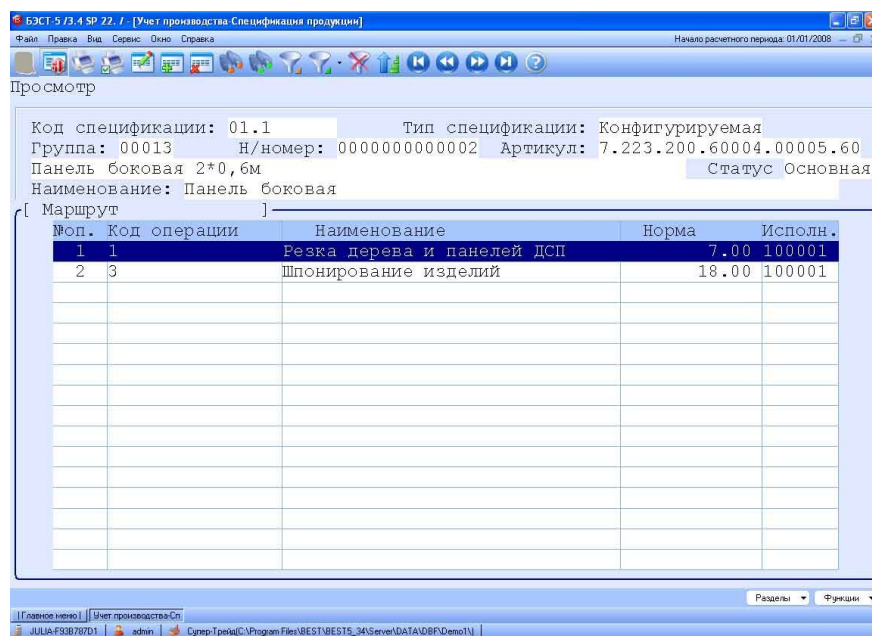 БЭСТ-5 /3.4 SP 22. / - [Учет производства-Спецификация продукции]
Файл Правка Вид Сервис Окно Справка Начало расчетного периода: 01/01/2008
Просмотр
Код спецификации: 01.1 Тип спецификации: Конфигурируемая
Группа: 00013 Н/номер: 0000000000002 Артикул: 7.223.200.60004.00005.60
Панель боковая 2*0,6м Статус Основная
Наименование: Панель боковая
[ Маршрут ]
№оп. Код операции Наименование Норма Исполн.
1 1 Резка дерева и панелей ДСП 7.00 100001
2 3 Шпонирование изделий 18.00 100001
Разделы Функции
Главное меню | Учет производства-Сп
JULIA-F93B787D1 | admin | Супер-Трейд(C:\Program Files\BEST\BEST5_34\Server\DATA\DBF\Demo1\) |